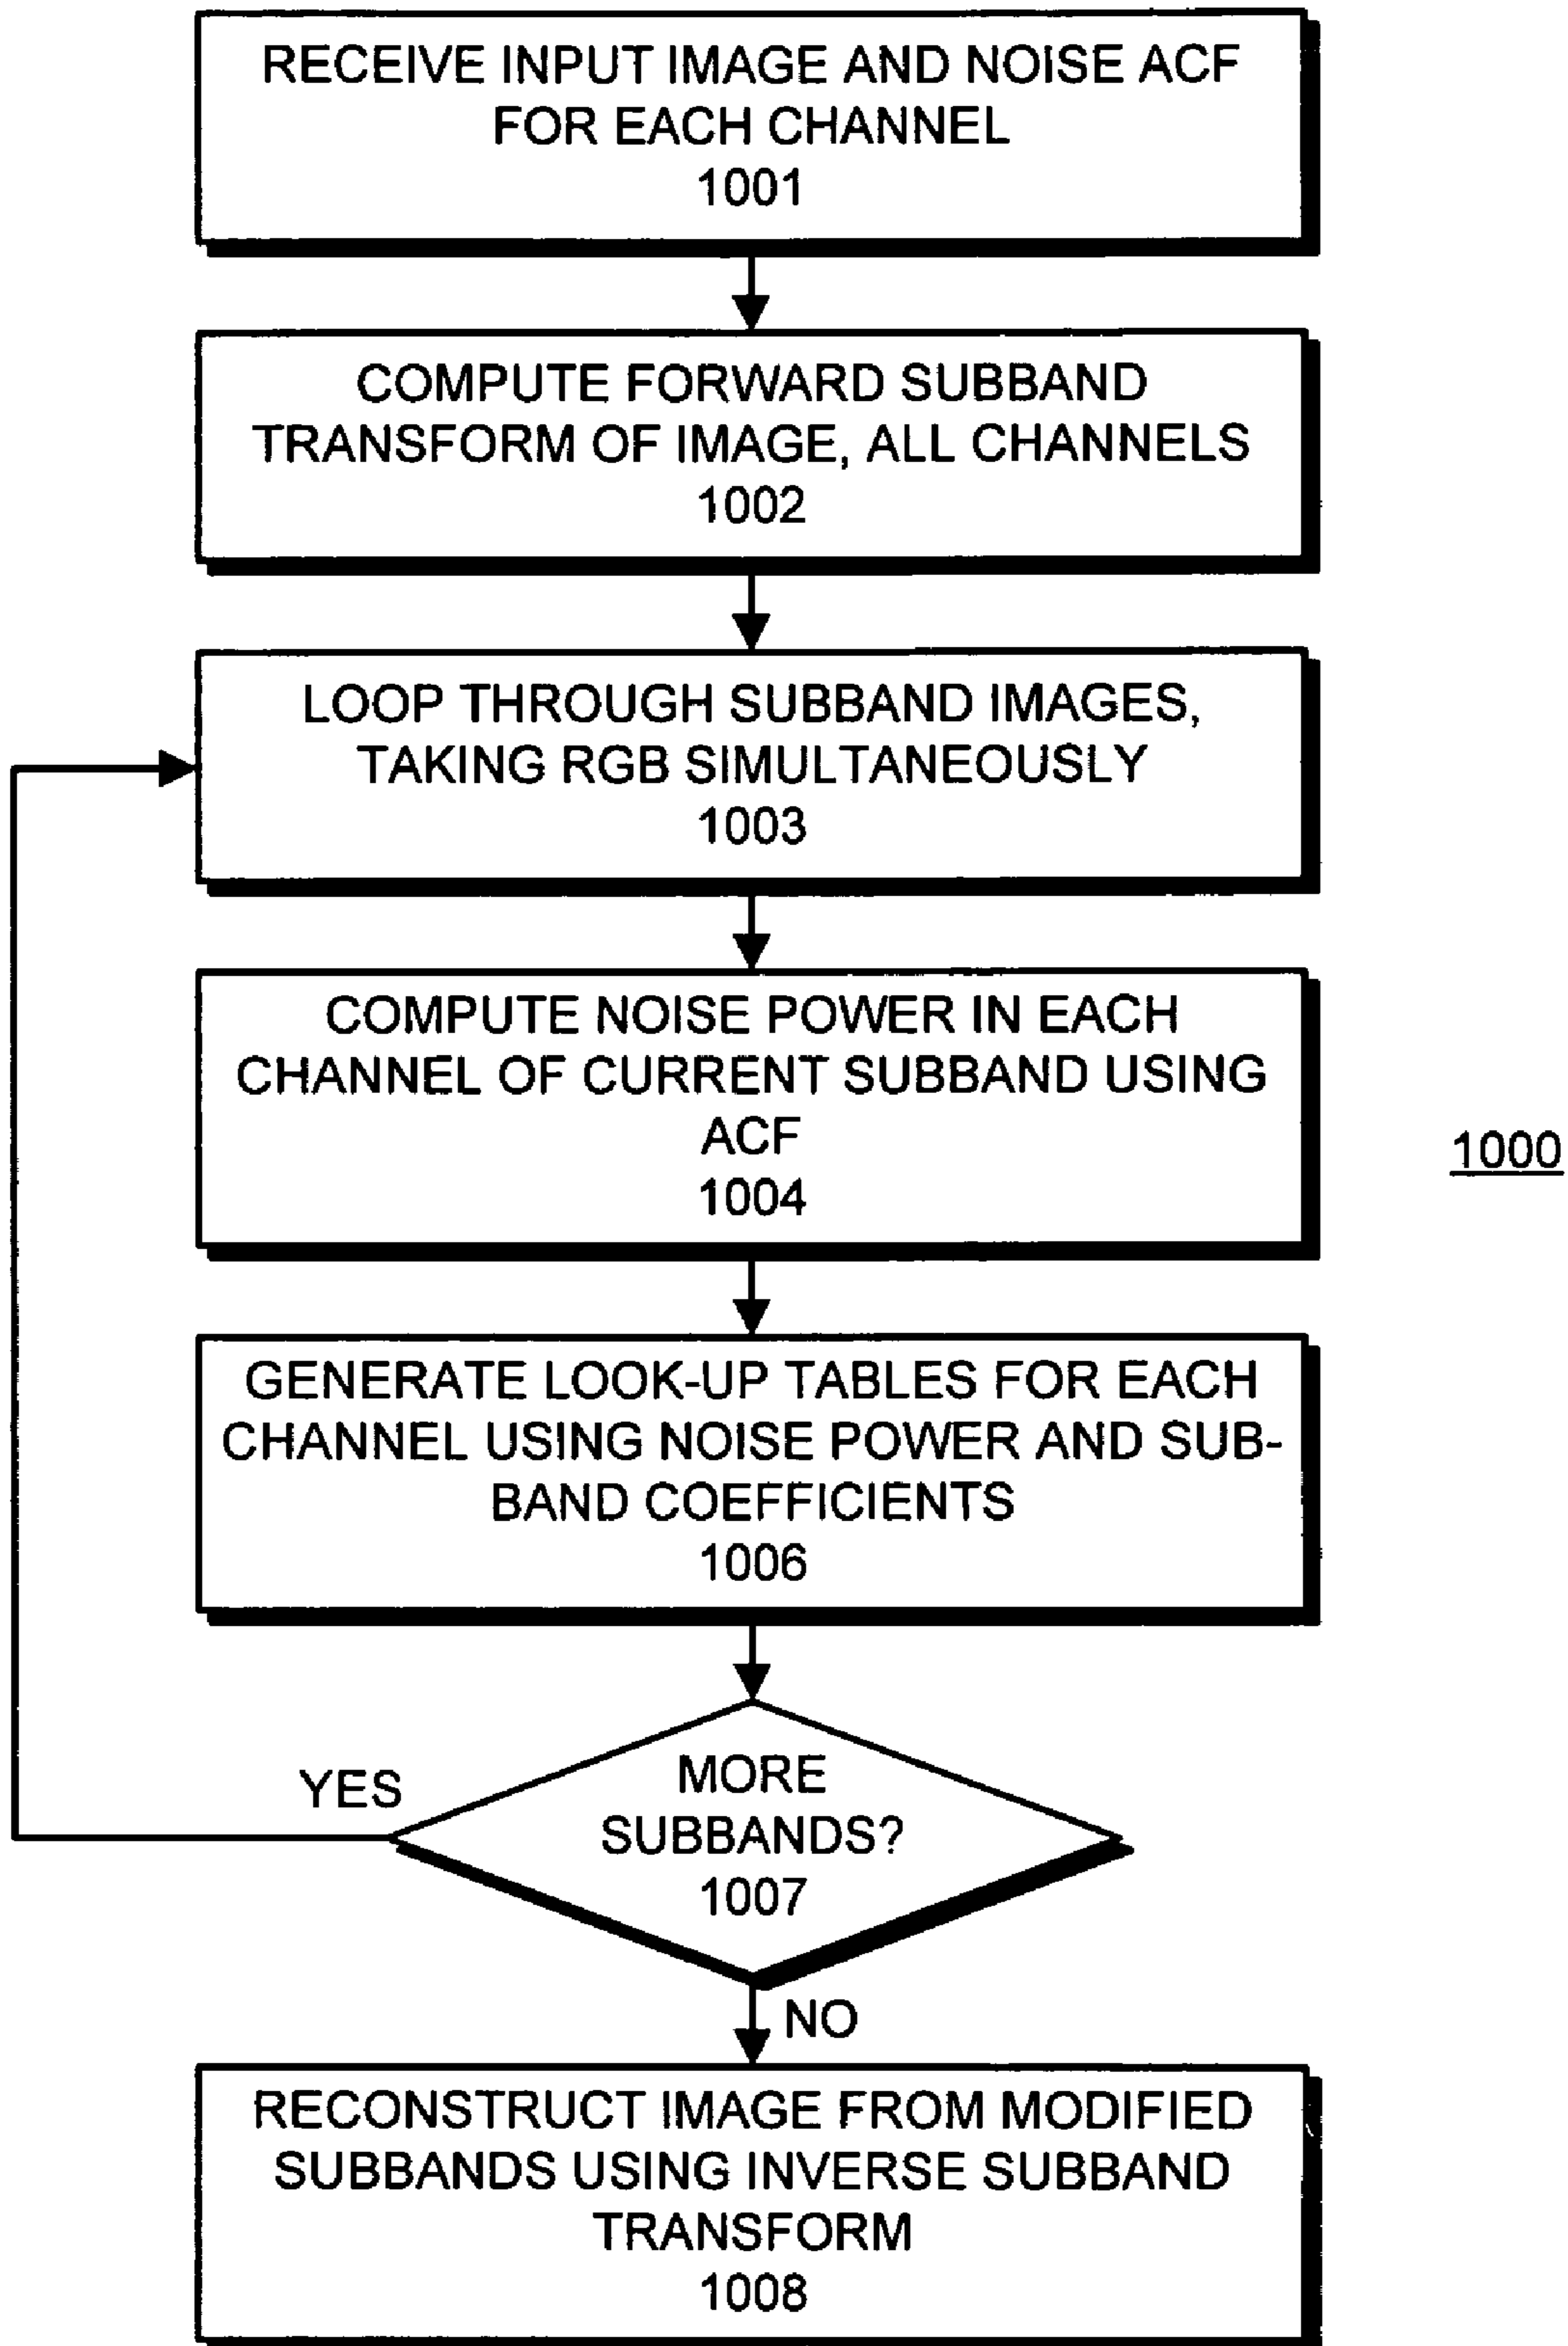 RECEIVE INPUT IMAGE AND NOISE ACF
FOR EACH CHANNEL
1001
COMPUTE FORWARD SUBBAND
TRANSFORM OF IMAGE, ALL CHANNELS
1002
LOOP THROUGH SUBBAND IMAGES,
TAKING RGB SIMULTANEOUSLY
1003
COMPUTE NOISE POWER IN EACH
CHANNEL OF CURRENT SUBBAND USING
ACF
1004
1000
GENERATE LOOK-UP TABLES FOR EACH
CHANNEL USING NOISE POWER AND SUB-
BAND COEFFICIENTS
1006
YES
MORE
SUBBANDS?
1007
NO
RECONSTRUCT IMAGE FROM MODIFIED
SUBBANDS USING INVERSE SUBBAND
TRANSFORM
1008